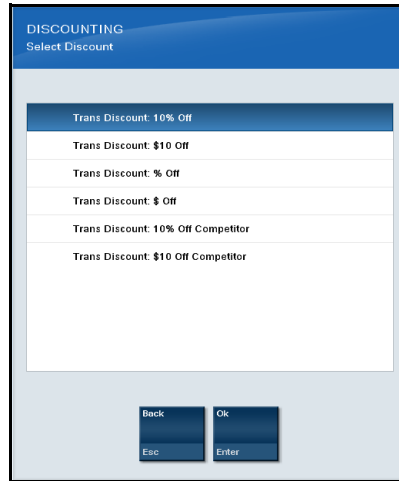 DISCOUNTING
Select Discount
Trans Discount: 10% Off
Trans Discount: $10 Off
Trans Discount: % Off
Trans Discount: $ Off
Trans Discount: 10% Off Competitor
Trans Discount: $10 Off Competitor
Back Ok
Esc Enter